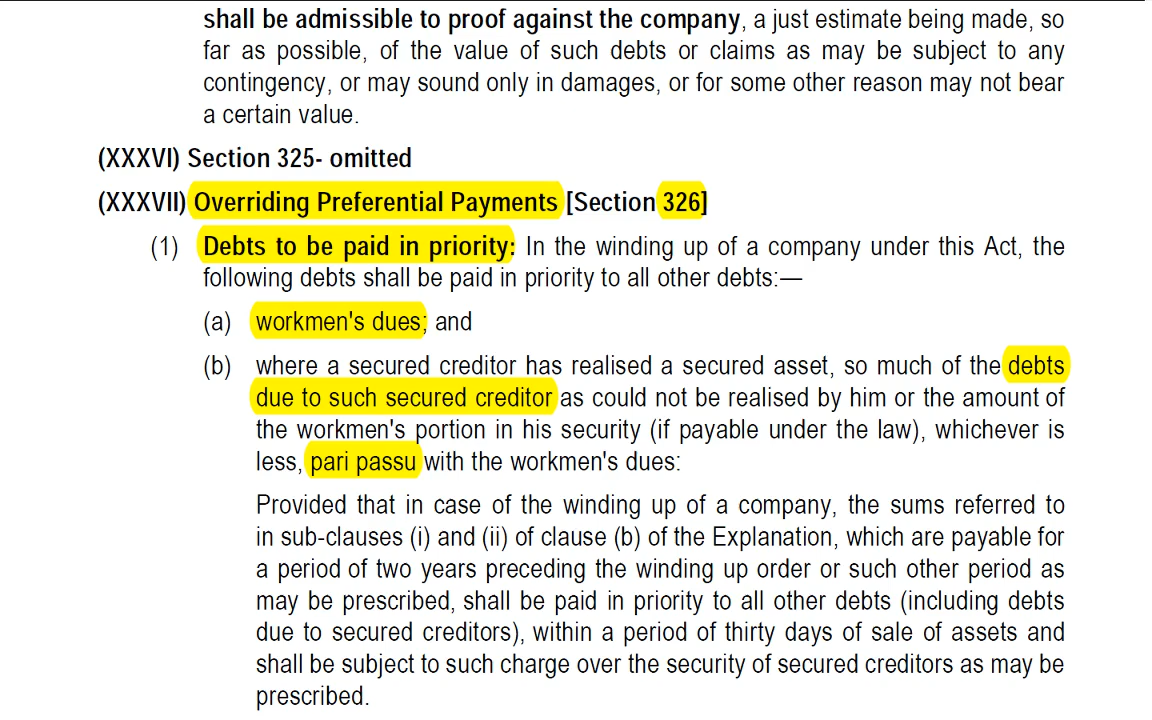 shall be admissible to proof against the company, a just estimate being made, so
far as possible, of the value of such debts or claims as may be subject to any
contingency, or may sound only in damages, or for some other reason may not bear
a certain value.
(XXXVI) Section 325- omitted
(XXXVII) Overriding Preferential Payments [Section 326]
(1) Debts to be paid in priority: In the winding up of a company under this Act, the
following debts shall be paid in priority to all other debts:—
(a) workmen's dues; and
(b) where a secured creditor has realised a secured asset, so much of the debts
due to such secured creditor as could not be realised by him or the amount of
the workmen's portion in his security (if payable under the law), whichever is
less, pari passu with the workmen's dues:
Provided that in case of the winding up of a company, the sums referred to
in sub-clauses (i) and (ii) of clause (b) of the Explanation, which are payable for
a period of two years preceding the winding up order or such other period as
may be prescribed, shall be paid in priority to all other debts (including debts
due to secured creditors), within a period of thirty days of sale of assets and
shall be subject to such charge over the security of secured creditors as may be
prescribed.